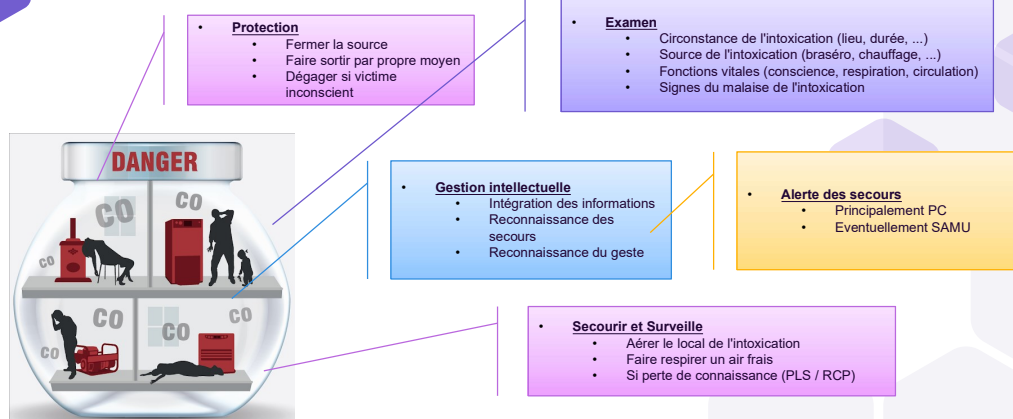 Protection
Fermer la source
Faire sortir par propre moyen
Dégager si victime
inconscient
Examen
Circonstance de l'intoxication (lieu, durée, ...)
Source de l'intoxication (braséro, chauffage, ...)
Fonctions vitales (conscience, respiration, circulation)
Signes du malaise de l'intoxication
DANGER
CO
CO
CO
CO
CO
CO
CO
Gestion intellectuelle
Intégration des informations
Reconnaissance des
secours
Reconnaissance du geste
Alerte des secours
Principalement PC
Eventuellement SAMU
Secourir et Surveille
Aérer le local de l'intoxication
Faire respirer un air frais
Si perte de connaissance (PLS / RCP)